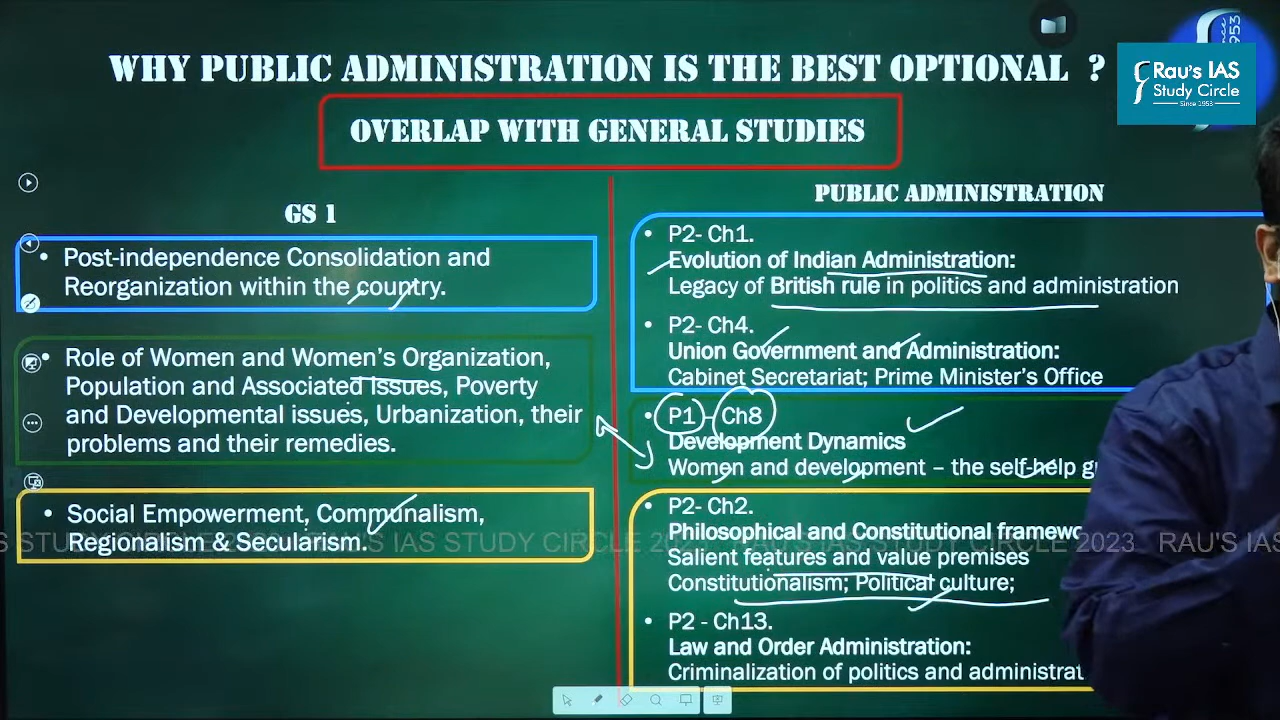 WHY PUBLIC ADMINISTRATION IS THE BEST OPTIONAL ?
Rau's IAS
Study Circle
Since 1953
1953
OVERLAP WITH GENERAL STUDIES
GS 1
• Post-independence Consolidation and
Reorganization within the country.
• Role of Women and Women's Organization,
Population and Associated Issues, Poverty
and Developmental issues, Urbanization, their
problems and their remedies.
• Social Empowerment, Communalism,
Regionalism & Secularism.
PUBLIC ADMINISTRATION
• P2- Ch1.
Evolution of Indian Administration:
Legacy of British rule in politics and administration
• P2- Ch4.
Union Government and Administration:
Cabinet Secretariat; Prime Minister's Office
• P1 - Ch8
Development Dynamics
Women and development – the self-help
• P2- Ch2.
Philosophical and Constitutional
Salient features and value premises
Constitutionalism; Political culture;
• P2 - Ch13.
Law and Order Administration:
Criminalization of politics and
RAU'S IAS STUDY CIRCLE 2023 RAU'S IAS